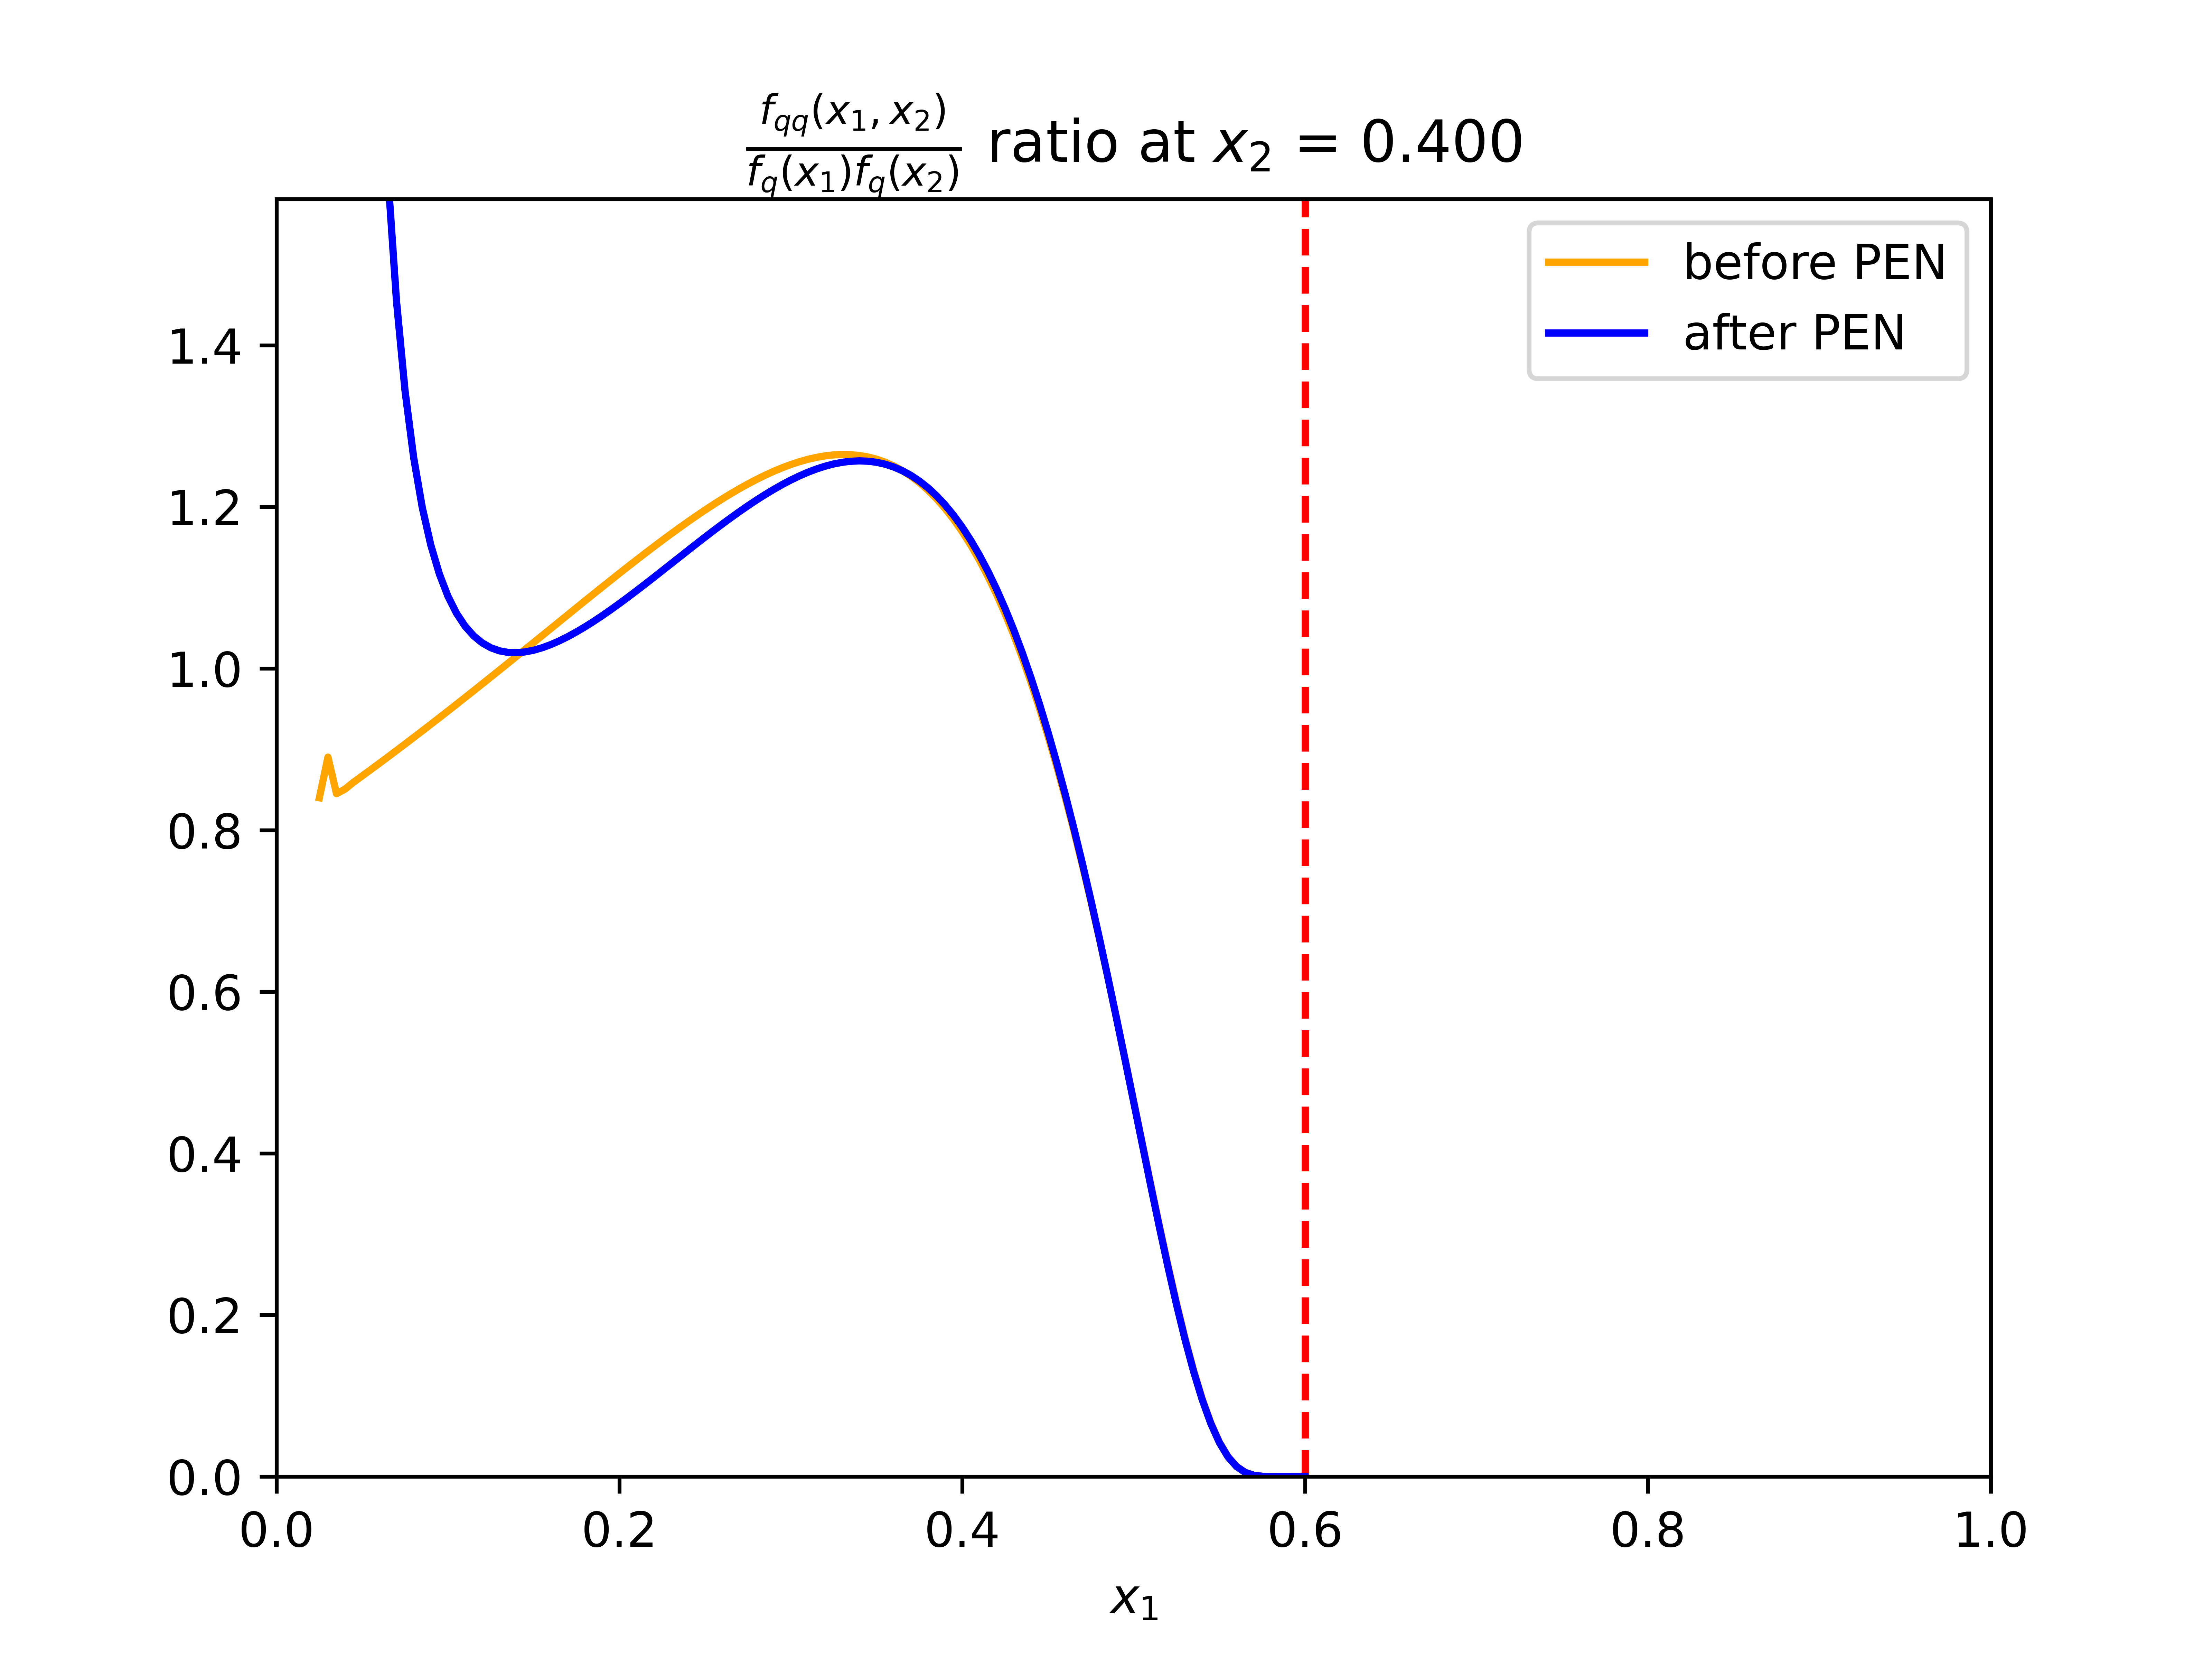 f_qq(x_1, x_2)
f_q(x_1)f_q(x_2) ratio at x_2 = 0.400
before PEN
after PEN
1.4
1.2
1.0
0.8
0.6
0.4
0.2
0.0
0.0 0.2 0.4 0.6 0.8 1.0
x_1